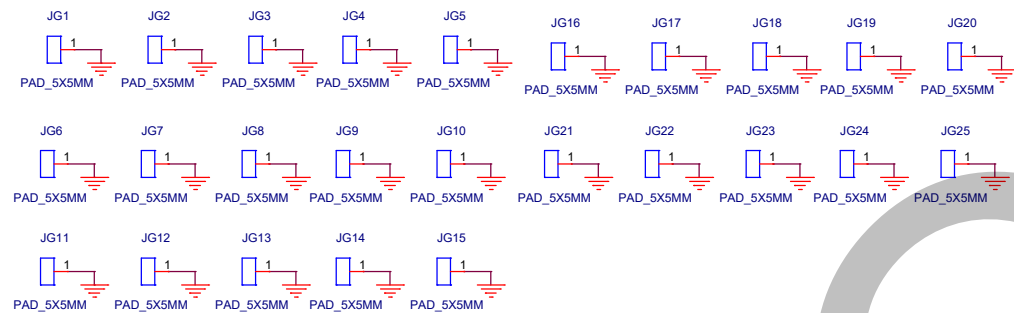 JG1 JG2 JG3 JG4 JG5 JG16 JG17 JG18 JG19 JG20
1 1 1 1 1 1 1 1 1 1
PAD_5X5MM PAD_5X5MM PAD_5X5MM PAD_5X5MM PAD_5X5MM PAD_5X5MM PAD_5X5MM PAD_5X5MM PAD_5X5MM PAD_5X5MM
JG6 JG7 JG8 JG9 JG10 JG21 JG22 JG23 JG24 JG25
1 1 1 1 1 1 1 1 1 1
PAD_5X5MM PAD_5X5MM PAD_5X5MM PAD_5X5MM PAD_5X5MM PAD_5X5MM PAD_5X5MM PAD_5X5MM PAD_5X5MM PAD_5X5MM
JG11 JG12 JG13 JG14 JG15
1 1 1 1 1
PAD_5X5MM PAD_5X5MM PAD_5X5MM PAD_5X5MM PAD_5X5MM